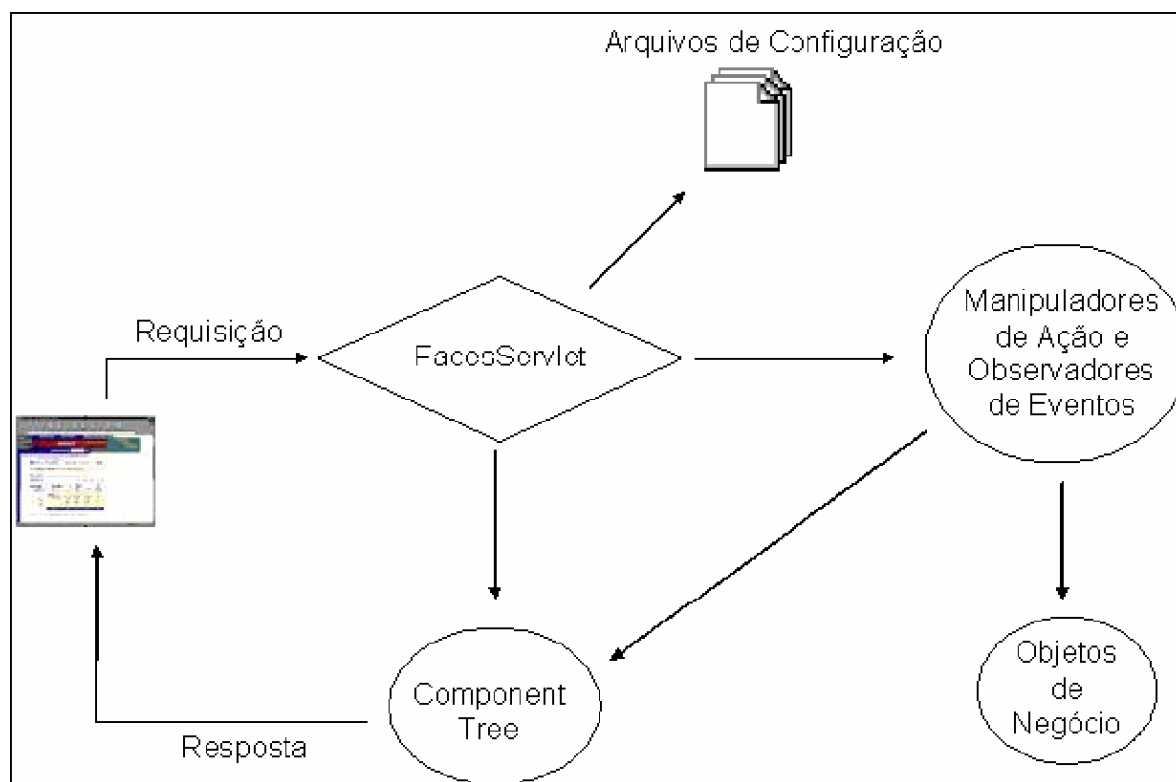 Arquivos de Configuração
Requisição
FacesServlet
Manipuladores
de Ação e
Observadores
de Eventos
Component
Tree
Objetos
de
Negócio
Resposta